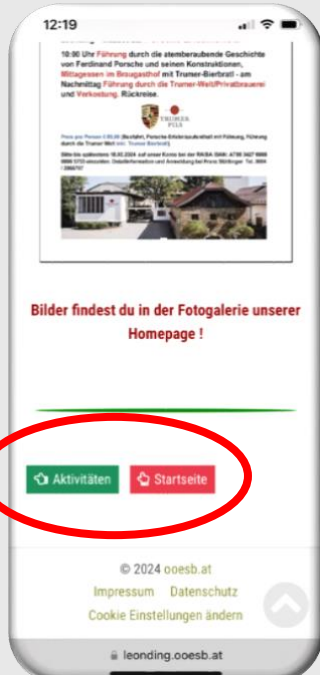 12:19
10:00 Uhr Führung durch die atemberaubende Geschichte
von Ferdinand Porsche und seinen Konstruktionen,
Mittagessen im Braugasthof mit Trumer-Bierbratl - am
Nachmittag Führung durch die Trumer-Welt/Privatbrauerei
und Verkostung. Rückreise.
TRUMER
PILS
Bilder findest du in der Fotogalerie unserer
Homepage !
Aktivitäten Startseite
© 2024 ooesb.at
Impressum Datenschutz
Cookie Einstellungen ändern
leonding.ooesb.at